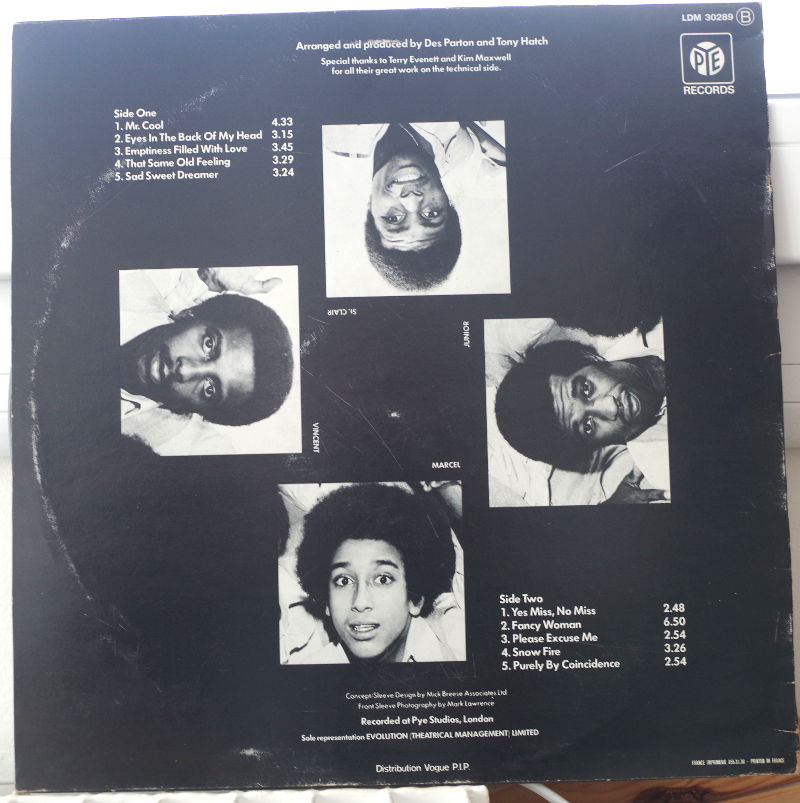 LDM 30289 B
PYE
RECORDS
Arranged and produced by Des Parton and Tony Hatch
Special thanks to Terry Evenett and Kim Maxwell
for all their great work on the technical side.
Side One
1. Mr. Cool 4.33
2. Eyes In The Back Of My Head 3.15
3. Emptiness Filled With Love 3.45
4. That Same Old Feeling 3.29
5. Sad Sweet Dreamer 3.24
St. CLAIR
JUNIOR
VINCENT
MARCEL
Side Two
1. Yes Miss, No Miss 2.48
2. Fancy Woman 6.50
3. Please Excuse Me 2.54
4. Snow Fire 3.26
5. Purely By Coincidence 2.54
Concept/Sleeve Design by Mick Breese Associates Ltd
Front Sleeve Photography by Mark Lawrence
Recorded at Pye Studios, London
Sole representation EVOLUTION (THEATRICAL MANAGEMENT) LIMITED
Distribution Vogue P.I.P.
PRINTED IN FRANCE